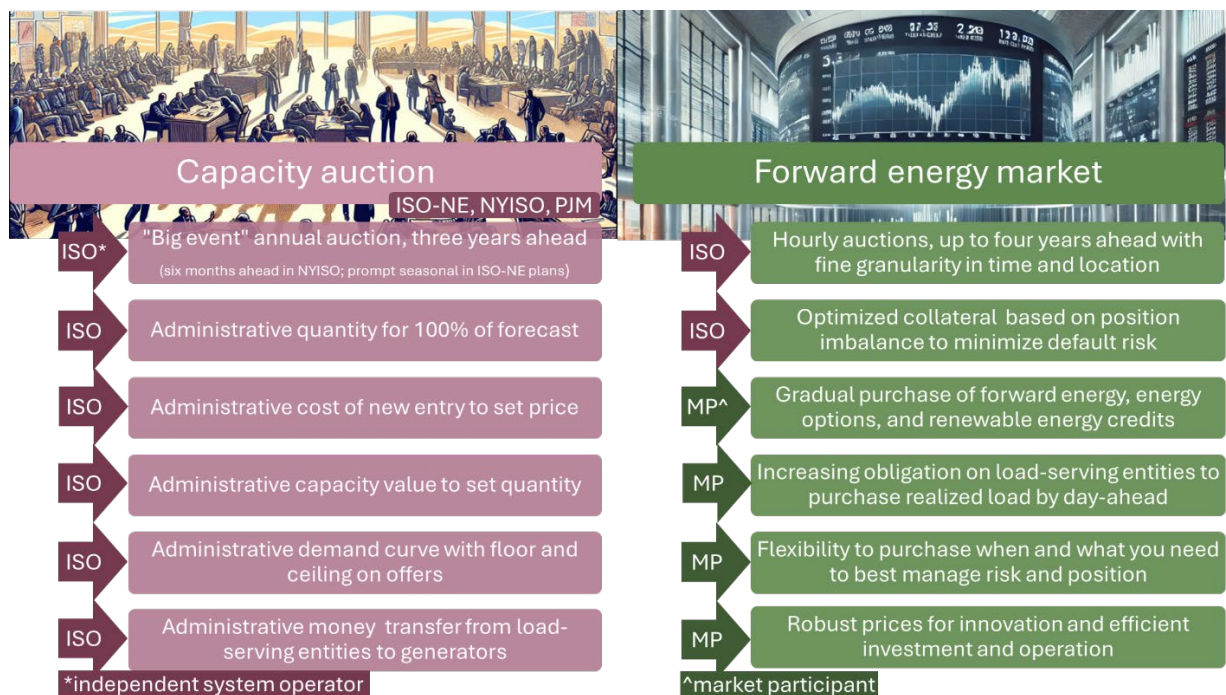 Capacity auction
ISO-NE, NYISO, PJM
ISO*
"Big event" annual auction, three years ahead
(six months ahead in NYISO; prompt seasonal in ISO-NE plans)
ISO
Administrative quantity for 100% of forecast
ISO
Administrative cost of new entry to set price
ISO
Administrative capacity value to set quantity
ISO
Administrative demand curve with floor and
ceiling on offers
ISO
Administrative money transfer from load-
serving entities to generators
*independent system operator
Forward energy market
ISO
Hourly auctions, up to four years ahead with
fine granularity in time and location
ISO
Optimized collateral based on position
imbalance to minimize default risk
MP^
Gradual purchase of forward energy, energy
options, and renewable energy credits
MP
Increasing obligation on load-serving entities to
purchase realized load by day-ahead
MP
Flexibility to purchase when and what you need
to best manage risk and position
MP
Robust prices for innovation and efficient
investment and operation
^market participant